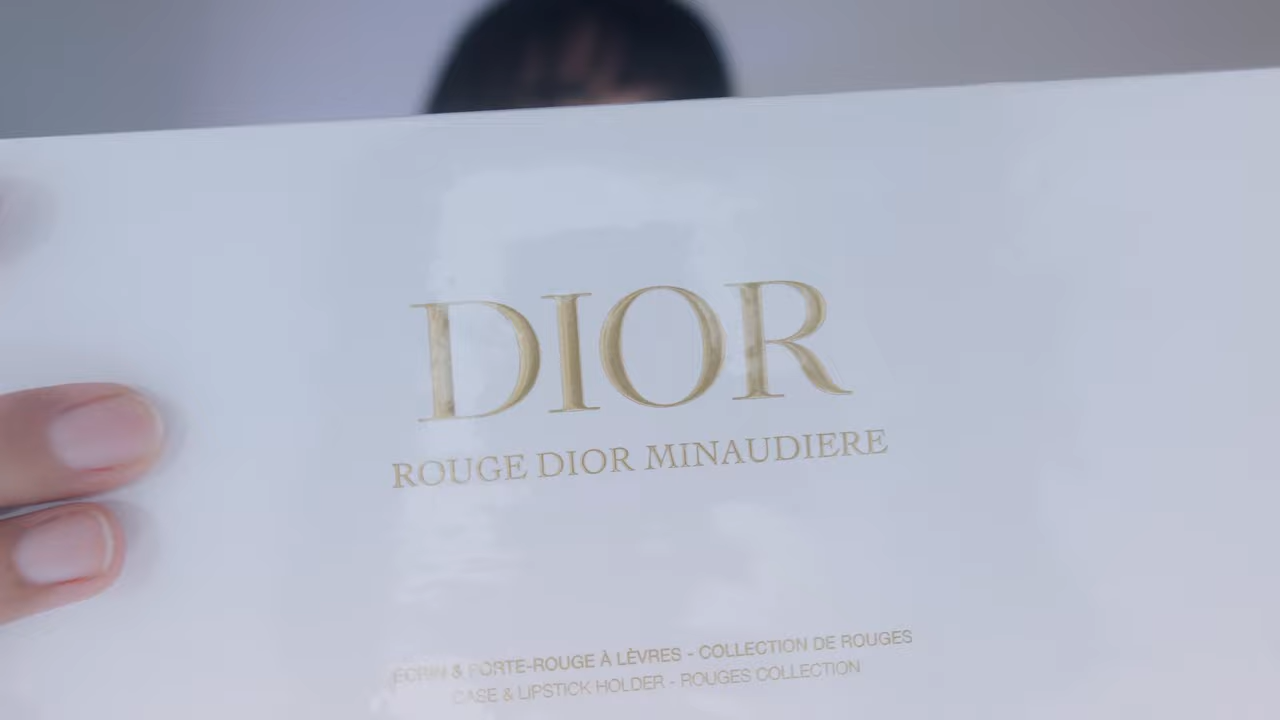 DIOR
ROUGE DIOR MINAUDIERE
ÉCRIN & PORTE-ROUGE À LÈVRES - COLLECTION DE ROUGES
CASE & LIPSTICK HOLDER - ROUGES COLLECTION